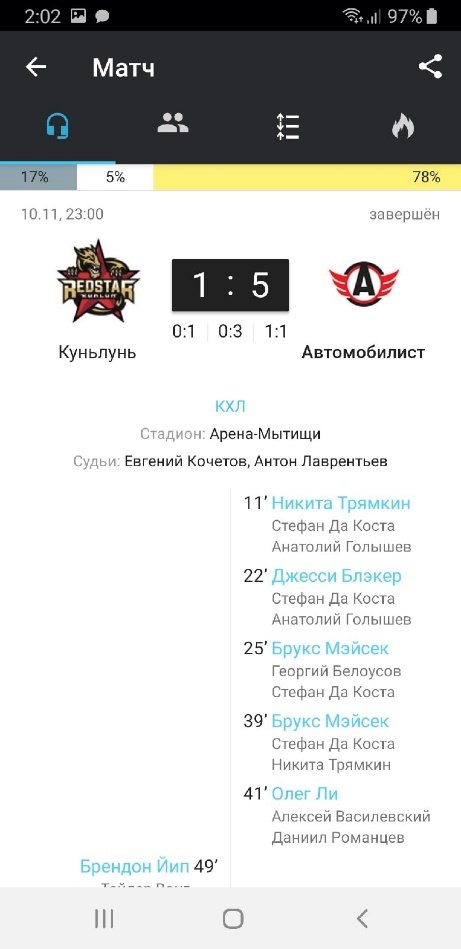 2:02 97%
Матч
17% 5% 78%
10.11, 23:00 завершён
REDSTAR
KUNLUN
A
1 : 5
0:1 0:3 1:1
Куньлунь Автомобилист
КХЛ
Стадион: Арена-Мытищи
Судьи: Евгений Кочетов, Антон Лаврентьев
11’ Никита Трямкин
Стефан Да Коста
Анатолий Голышев
22’ Джесси Блэкер
Стефан Да Коста
Анатолий Голышев
25’ Брукс Мэйсек
Георгий Белоусов
Стефан Да Коста
39’ Брукс Мэйсек
Стефан Да Коста
Никита Трямкин
41’ Олег Ли
Алексей Василевский
Даниил Романцев
Брендон Йип 49’